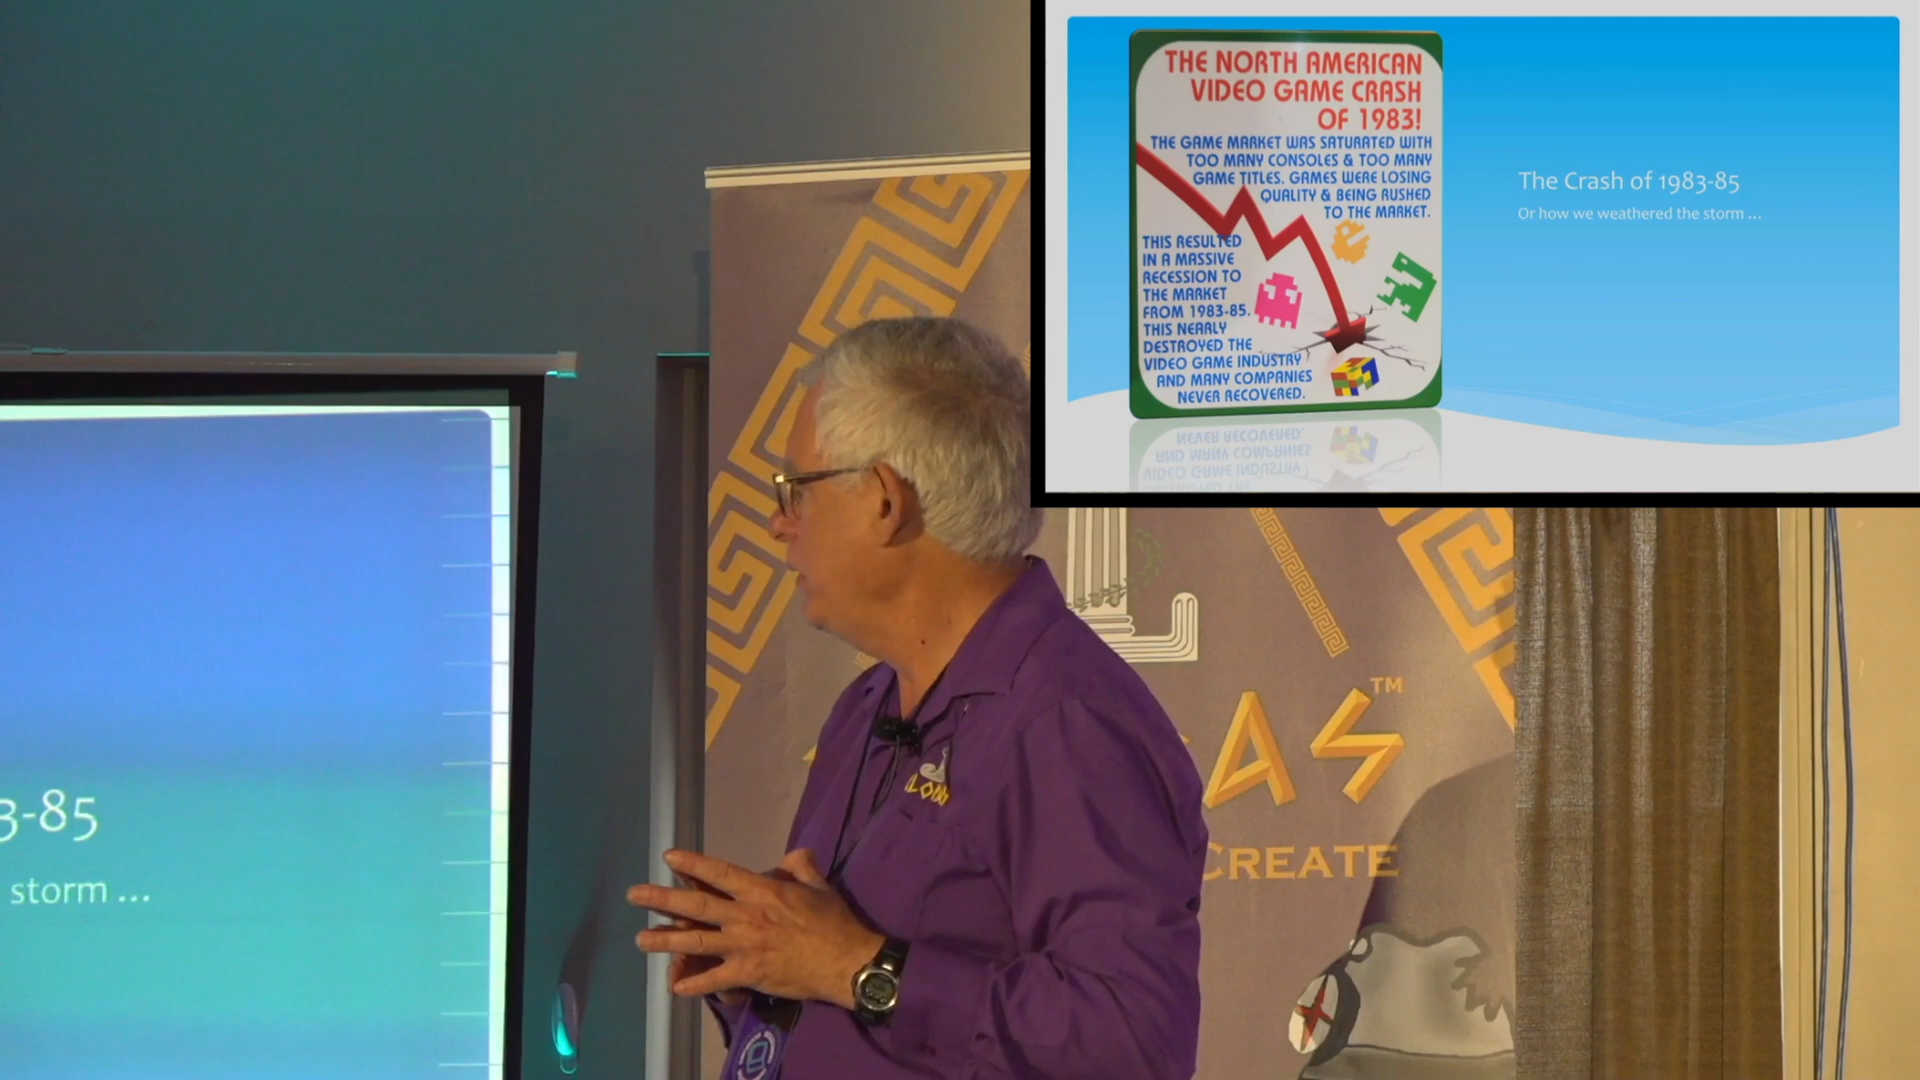 THE NORTH AMERICAN
VIDEO GAME CRASH
OF 1983!
THE GAME MARKET WAS SATURATED WITH
TOO MANY CONSOLES & TOO MANY
GAME TITLES. GAMES WERE LOSING
QUALITY & BEING RUSHED
TO THE MARKET.
THIS RESULTED
IN A MASSIVE
RECESSION TO
THE MARKET
FROM 1983-85.
THIS NEARLY
DESTROYED THE
VIDEO GAME INDUSTRY
AND MANY COMPANIES
NEVER RECOVERED.
The Crash of 1983-85
Or how we weathered the storm ...
3-85
storm ...
L
AS™
CREATE